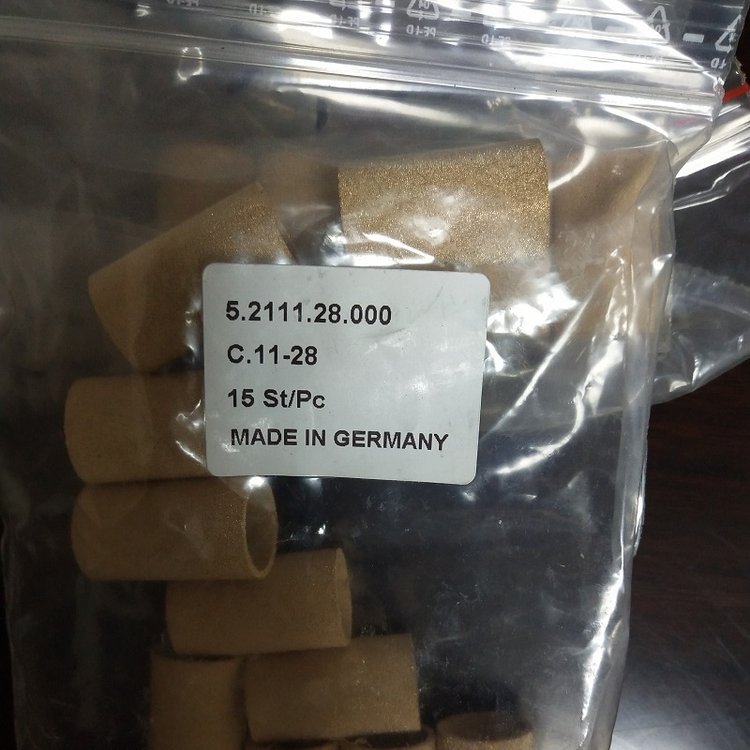 5.2111.28.000
C.11-28
15 St/Pc
MADE IN GERMANY